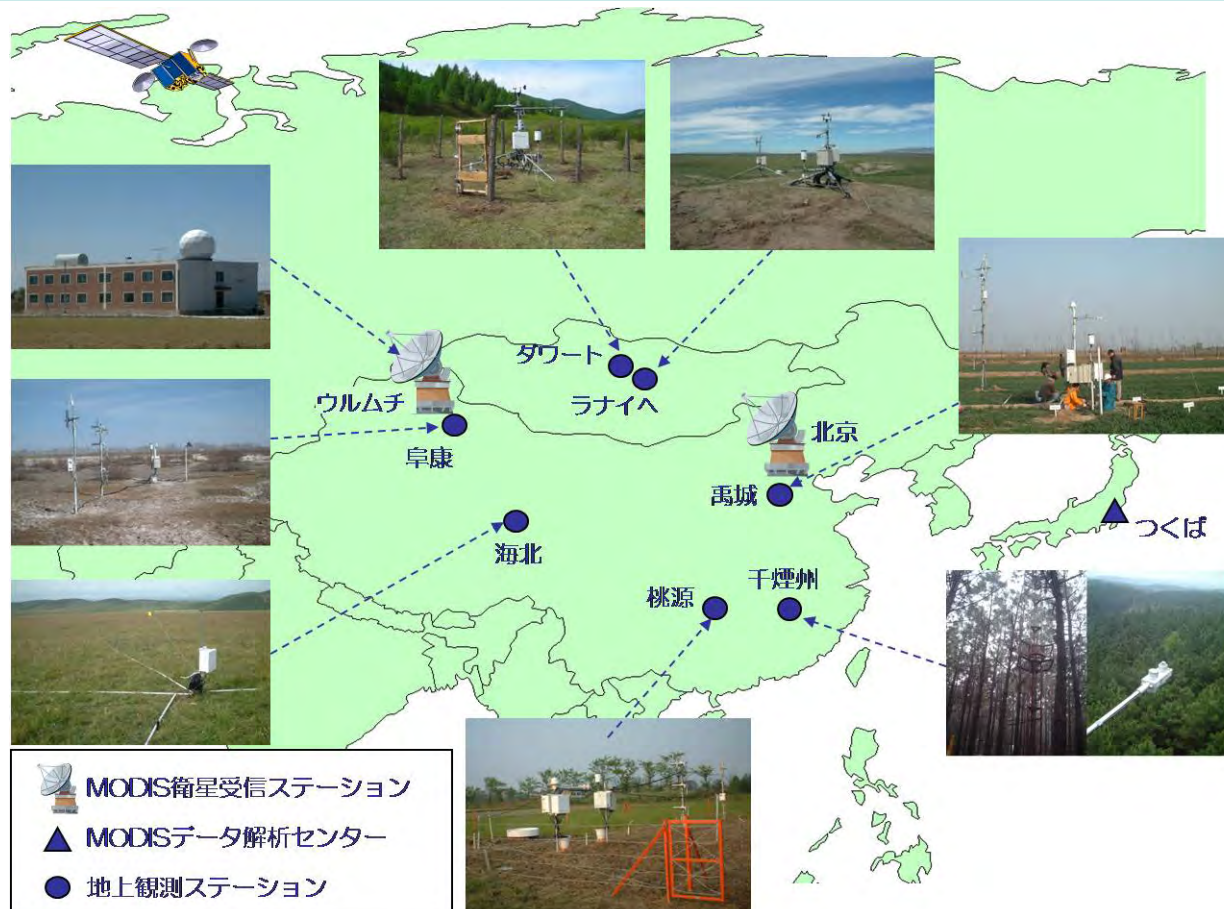 ダワート
ラナイヘ
ウルムチ
阜康
北京
禹城
つくば
海北
千煙州
桃源
MODIS衛星受信ステーション
MODISデータ解析センター
地上観測ステーション